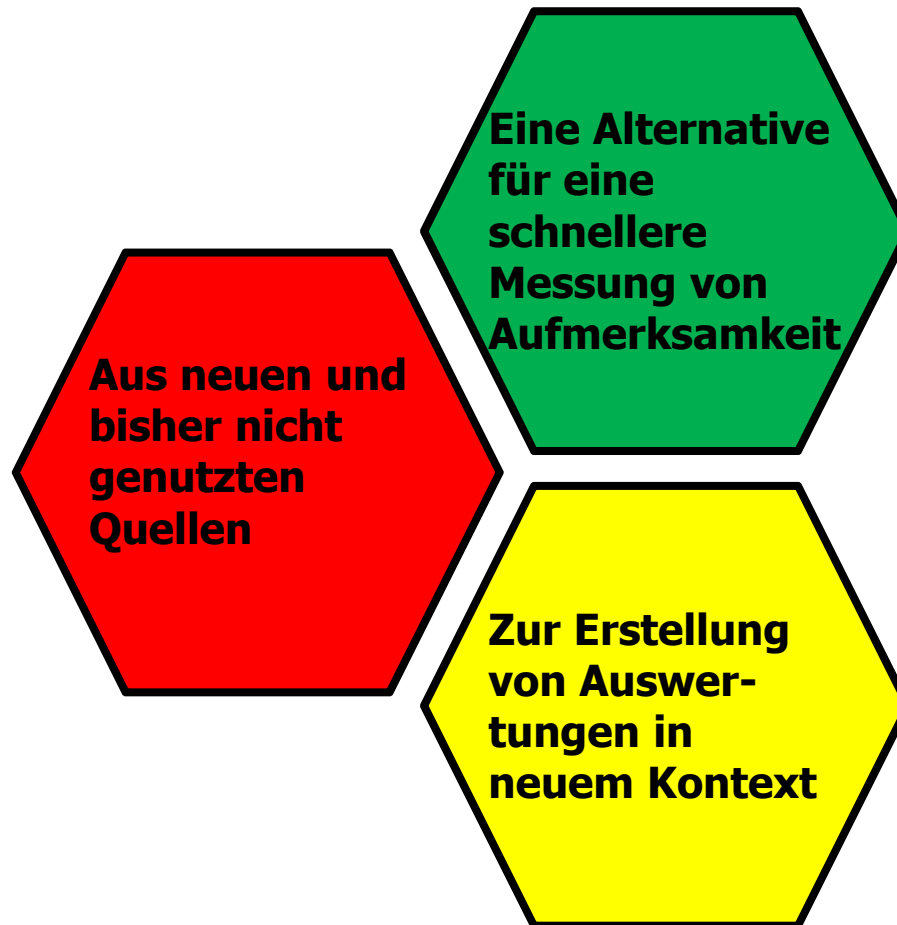 Eine Alternative
für eine
schnellere
Messung von
Aufmerksamkeit
Aus neuen und
bisher nicht
genutzten
Quellen
Zur Erstellung
von Auswer-
tungen in
neuem Kontext